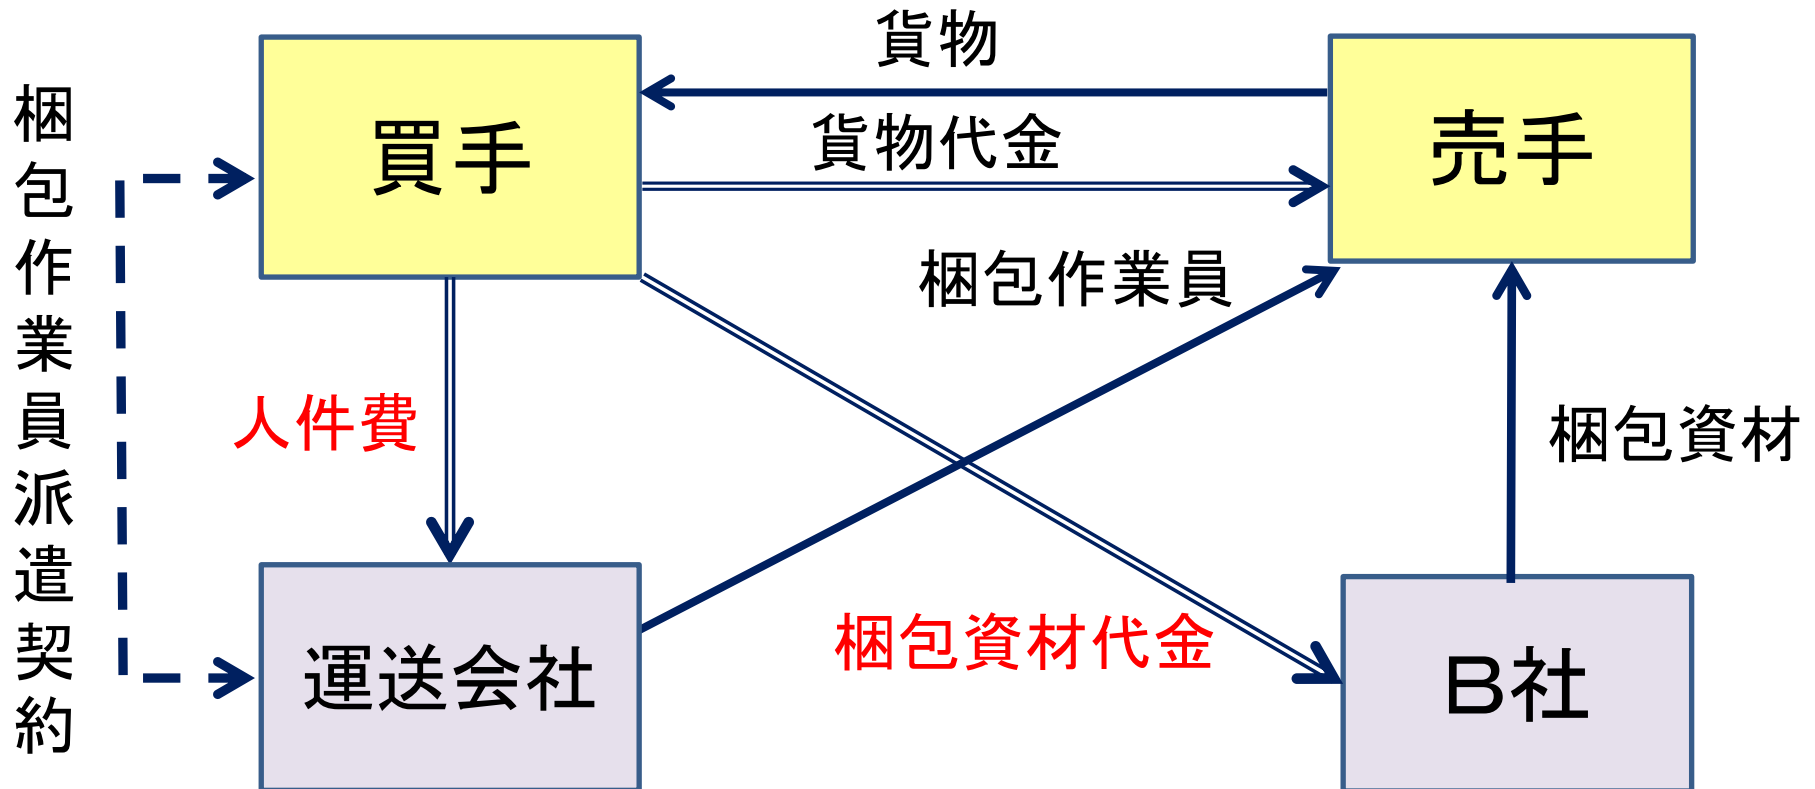 貨物
買手
売手
貨物代金
梱包作業員派遣契約
梱包作業員
人件費
梱包資材
梱包資材代金
運送会社
B社